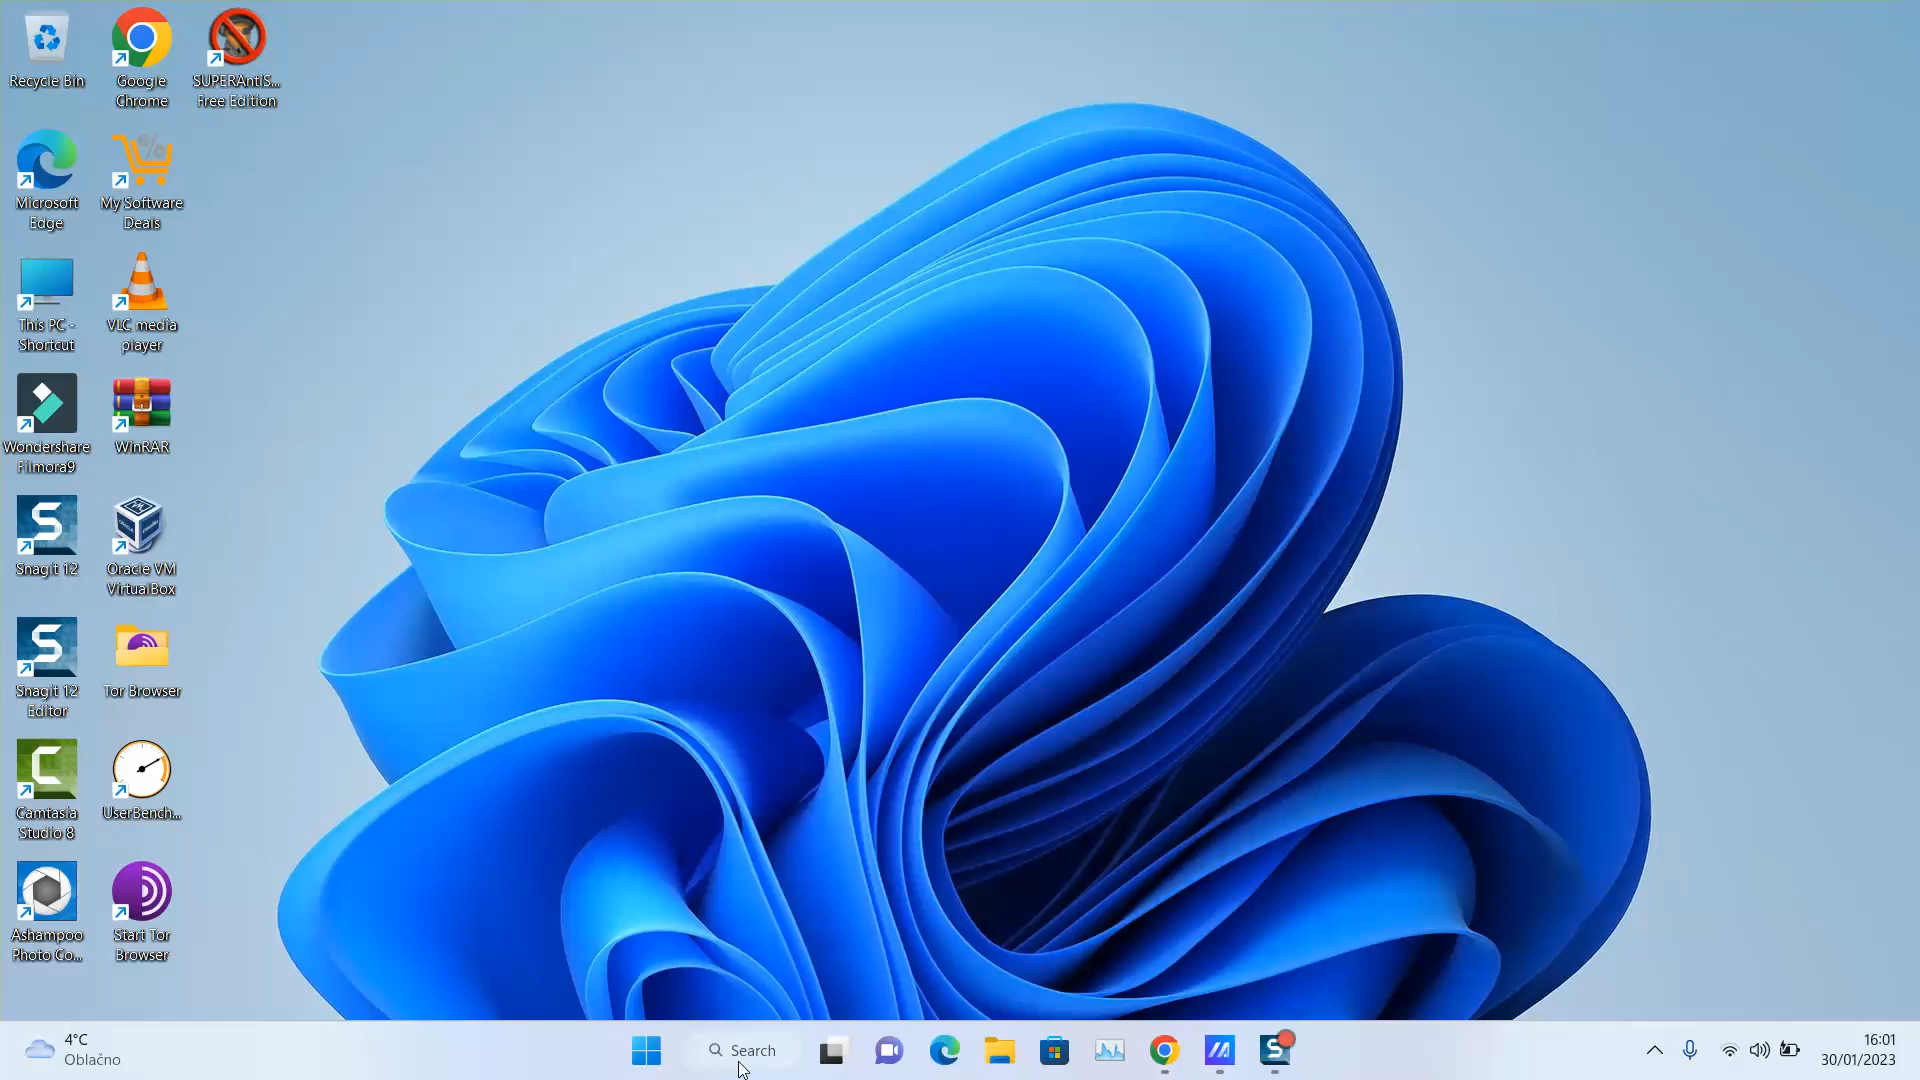 Recycle Bin
Google
Chrome
SUPERAntiS...
Free Edition
Microsoft
Edge
My Software
Deals
This PC -
Shortcut
VLC media
player
Wondershare
Filmora9
WinRAR
Snagit 12
Oracle VM
VirtualBox
Snagit 12
Editor
Tor Browser
Camtasia
Studio 8
UserBench...
Ashampoo
Photo Co...
Start Tor
Browser
4°C
Oblačno
Search
16:01
30/01/2023